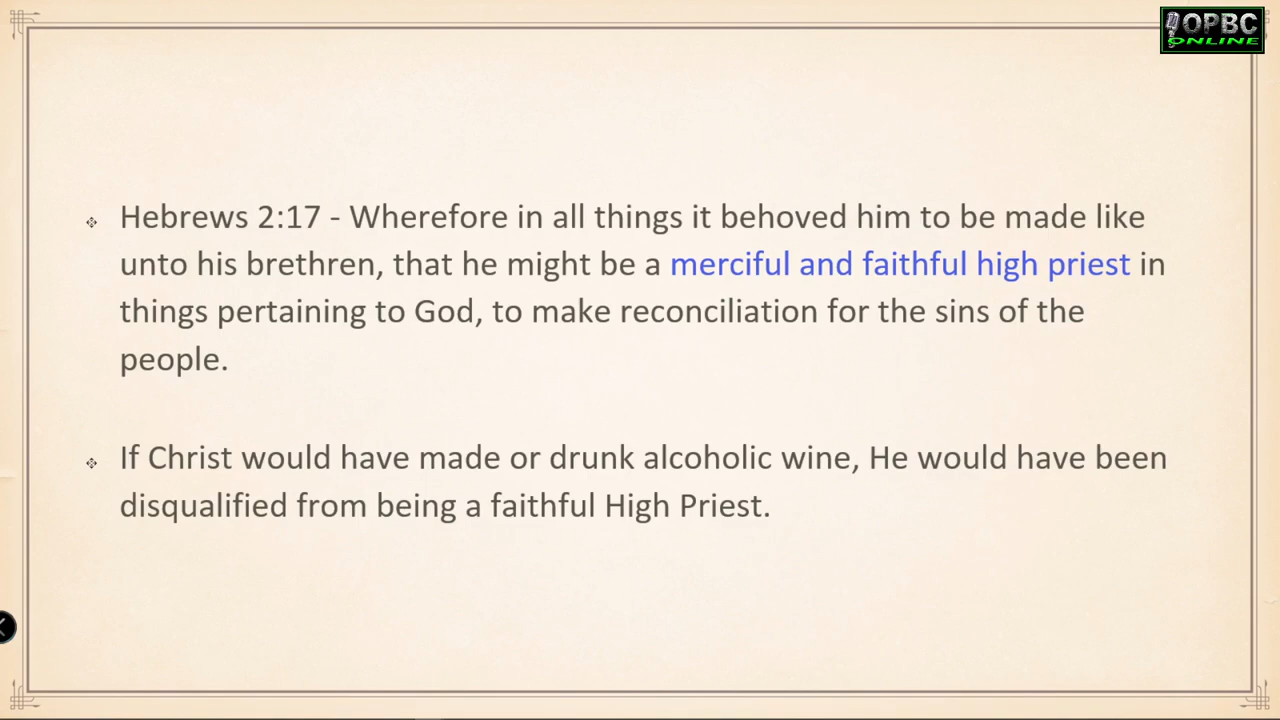 OPBC
ONLINE
Hebrews 2:17 - Wherefore in all things it behoved him to be made like
unto his brethren, that he might be a merciful and faithful high priest in
things pertaining to God, to make reconciliation for the sins of the
people.
If Christ would have made or drunk alcoholic wine, He would have been
disqualified from being a faithful High Priest.